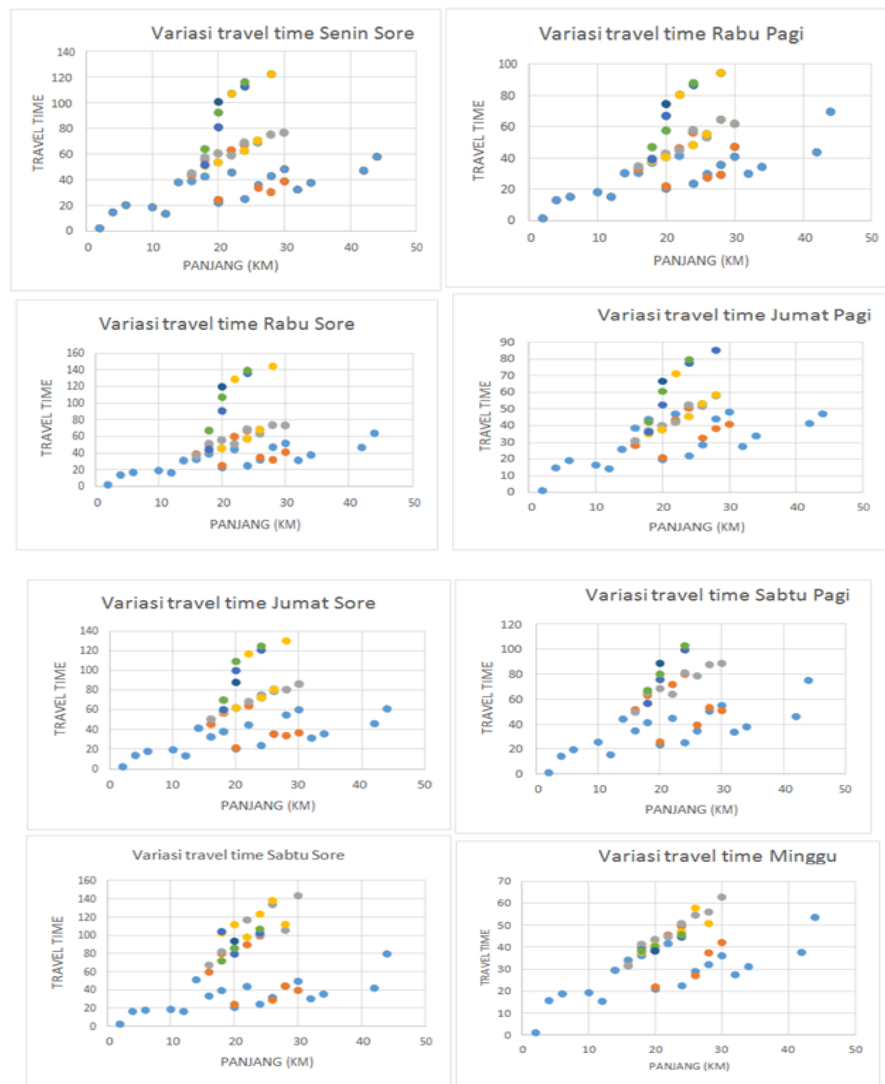 Variasi travel time Senin Sore
TRAVEL TIME
140
120
100
80
60
40
20
0
0 10 20 30 40 50
PANJANG (KM)
Variasi travel time Rabu Pagi
TRAVEL TIME
100
80
60
40
20
0
0 10 20 30 40 50
PANJANG (KM)
Variasi travel time Rabu Sore
TRAVEL TIME
160
140
120
100
80
60
40
20
0
0 10 20 30 40 50
PANJANG (KM)
Variasi travel time Jumat Pagi
TRAVEL TIME
90
80
70
60
50
40
30
20
10
0
0 10 20 30 40 50
PANJANG (KM)
Variasi travel time Jumat Sore
TRAVEL TIME
140
120
100
80
60
40
20
0
0 10 20 30 40 50
PANJANG (KM)
Variasi travel time Sabtu Pagi
TRAVEL TIME
120
100
80
60
40
20
0
0 10 20 30 40 50
PANJANG (KM)
Variasi travel time Sabtu Sore
TRAVEL TIME
160
140
120
100
80
60
40
20
0
0 10 20 30 40 50
PANJANG (KM)
Variasi travel time Minggu
TRAVEL TIME
70
60
50
40
30
20
10
0
0 10 20 30 40 50
PANJANG (KM)